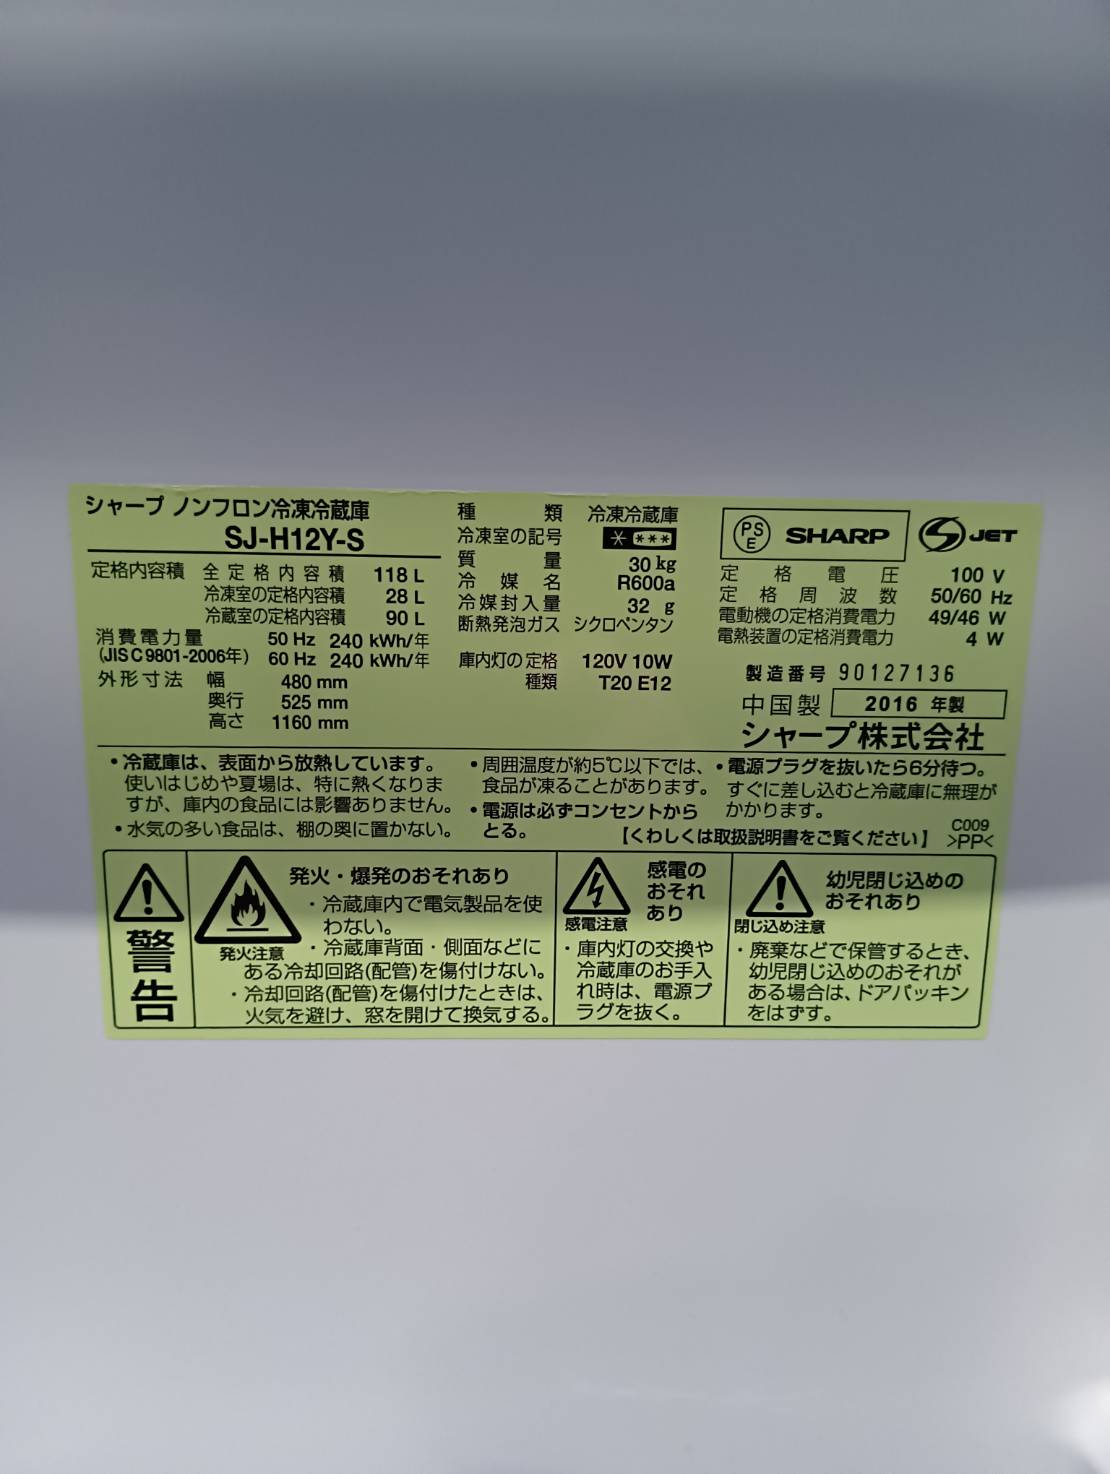 シャープ ノンフロン冷凍冷蔵庫
SJ-H12Y-S
定格内容積 全定格内容積 118 L
冷凍室の定格内容積 28 L
冷蔵室の定格内容積 90 L
消費電力量 50 Hz 240 kWh/年
(JIS C 9801-2006年) 60 Hz 240 kWh/年
外形寸法 幅 480 mm
奥行 525 mm
高さ 1160 mm
種類 冷凍冷蔵庫
冷凍室の記号 * ***
質量 30 kg
冷媒名 R600a
冷媒封入量 32 g
断熱発泡ガス シクロペンタン
庫内灯の定格 120V 10W
種類 T20 E12
PSE SHARP JET
定格電圧 100 V
定格周波数 50/60 Hz
電動機の定格消費電力 49/46 W
電熱装置の定格消費電力 4 W
製造番号 90127136
中国製 2016 年製
シャープ株式会社
・冷蔵庫は、表面から放熱しています。
使いはじめや夏場は、特に熱くなりま
すが、庫内の食品には影響ありません。
・水気の多い食品は、棚の奥に置かない。
・周囲温度が約5℃以下では、
食品が凍ることがあります。
・電源は必ずコンセントから
とる。
・電源プラグを抜いたら6分待つ。
すぐに差し込むと冷蔵庫に無理が
かかります。
【くわしくは取扱説明書をご覧ください】
C009
>PP<
警告
発火注意
発火・爆発のおそれあり
・冷蔵庫内で電気製品を使
わない。
・冷蔵庫背面・側面などに
ある冷却回路(配管)を傷付けない。
・冷却回路(配管)を傷付けたときは、
火気を避け、窓を開けて換気する。
感電注意
感電の
おそれ
あり
・庫内灯の交換や
冷蔵庫のお手入
れ時は、電源プ
ラグを抜く。
閉じ込め注意
幼児閉じ込めの
おそれあり
・廃棄などで保管するとき、
幼児閉じ込めのおそれが
ある場合は、ドアパッキン
をはずす。